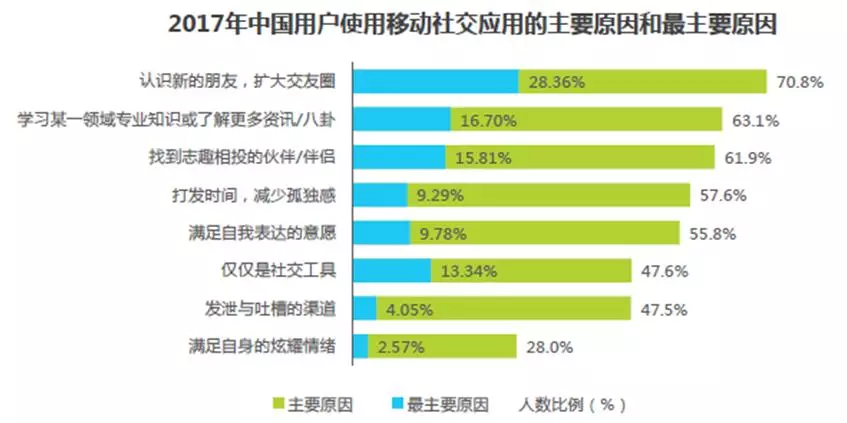 2017年中国用户使用移动社交应用的主要原因和最主要原因
认识新的朋友，扩大交友圈 28.36% 70.8%
学习某一领域专业知识或了解更多资讯/八卦 16.70% 63.1%
找到志趣相投的伙伴/伴侣 15.81% 61.9%
打发时间，减少孤独感 9.29% 57.6%
满足自我表达的意愿 9.78% 55.8%
仅仅是社交工具 13.34% 47.6%
发泄与吐槽的渠道 4.05% 47.5%
满足自身的炫耀情绪 2.57% 28.0%
主要原因 最主要原因 人数比例（%）